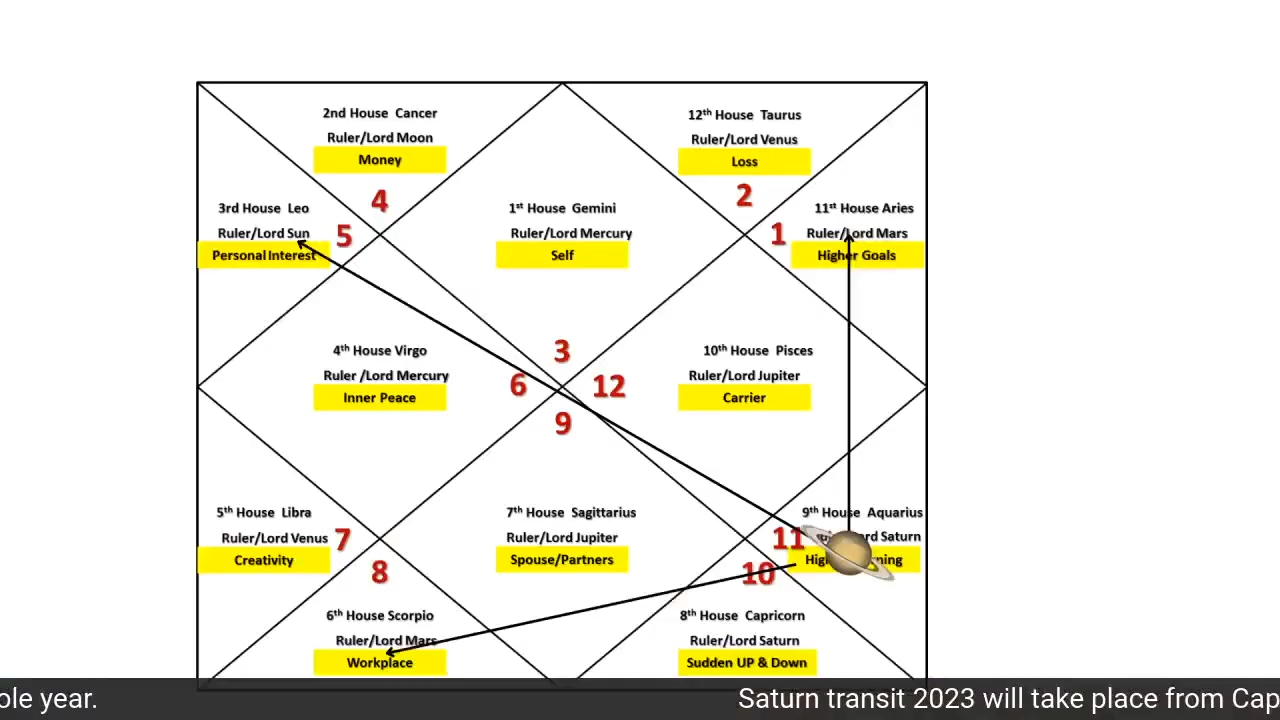 2nd House Cancer
Ruler/Lord Moon
Money
4
12th House Taurus
Ruler/Lord Venus
Loss
2
3rd House Leo
Ruler/Lord Sun
Personal Interest
5
1st House Gemini
Ruler/Lord Mercury
Self
3
1
11st House Aries
Ruler/Lord Mars
Higher Goals
4th House Virgo
Ruler /Lord Mercury
Inner Peace
6
10th House Pisces
Ruler/Lord Jupiter
Carrier
12
9
5th House Libra
Ruler/Lord Venus
Creativity
7
7th House Sagittarius
Ruler/Lord Jupiter
Spouse/Partners
9th House Aquarius
Saturn
11
8
10
6th House Scorpio
Ruler/Lord Mars
Workplace
8th House Capricorn
Ruler/Lord Saturn
Sudden UP & Down
ole year. Saturn transit 2023 will take place from Cap